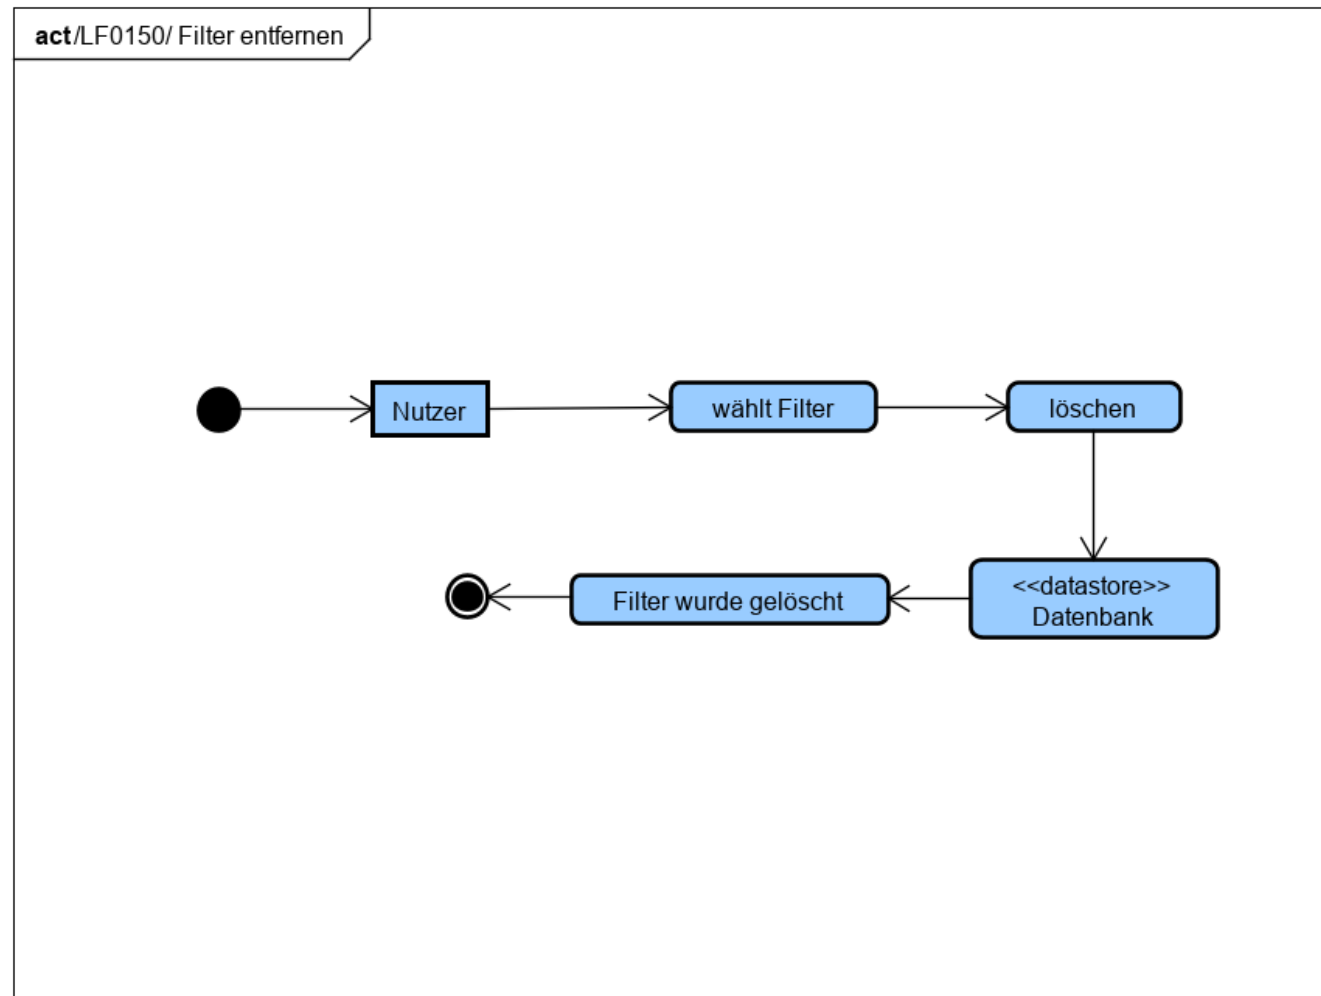 act/LF0150/ Filter entfernen
Nutzer
wählt Filter
löschen
<<datastore>>
Datenbank
Filter wurde gelöscht